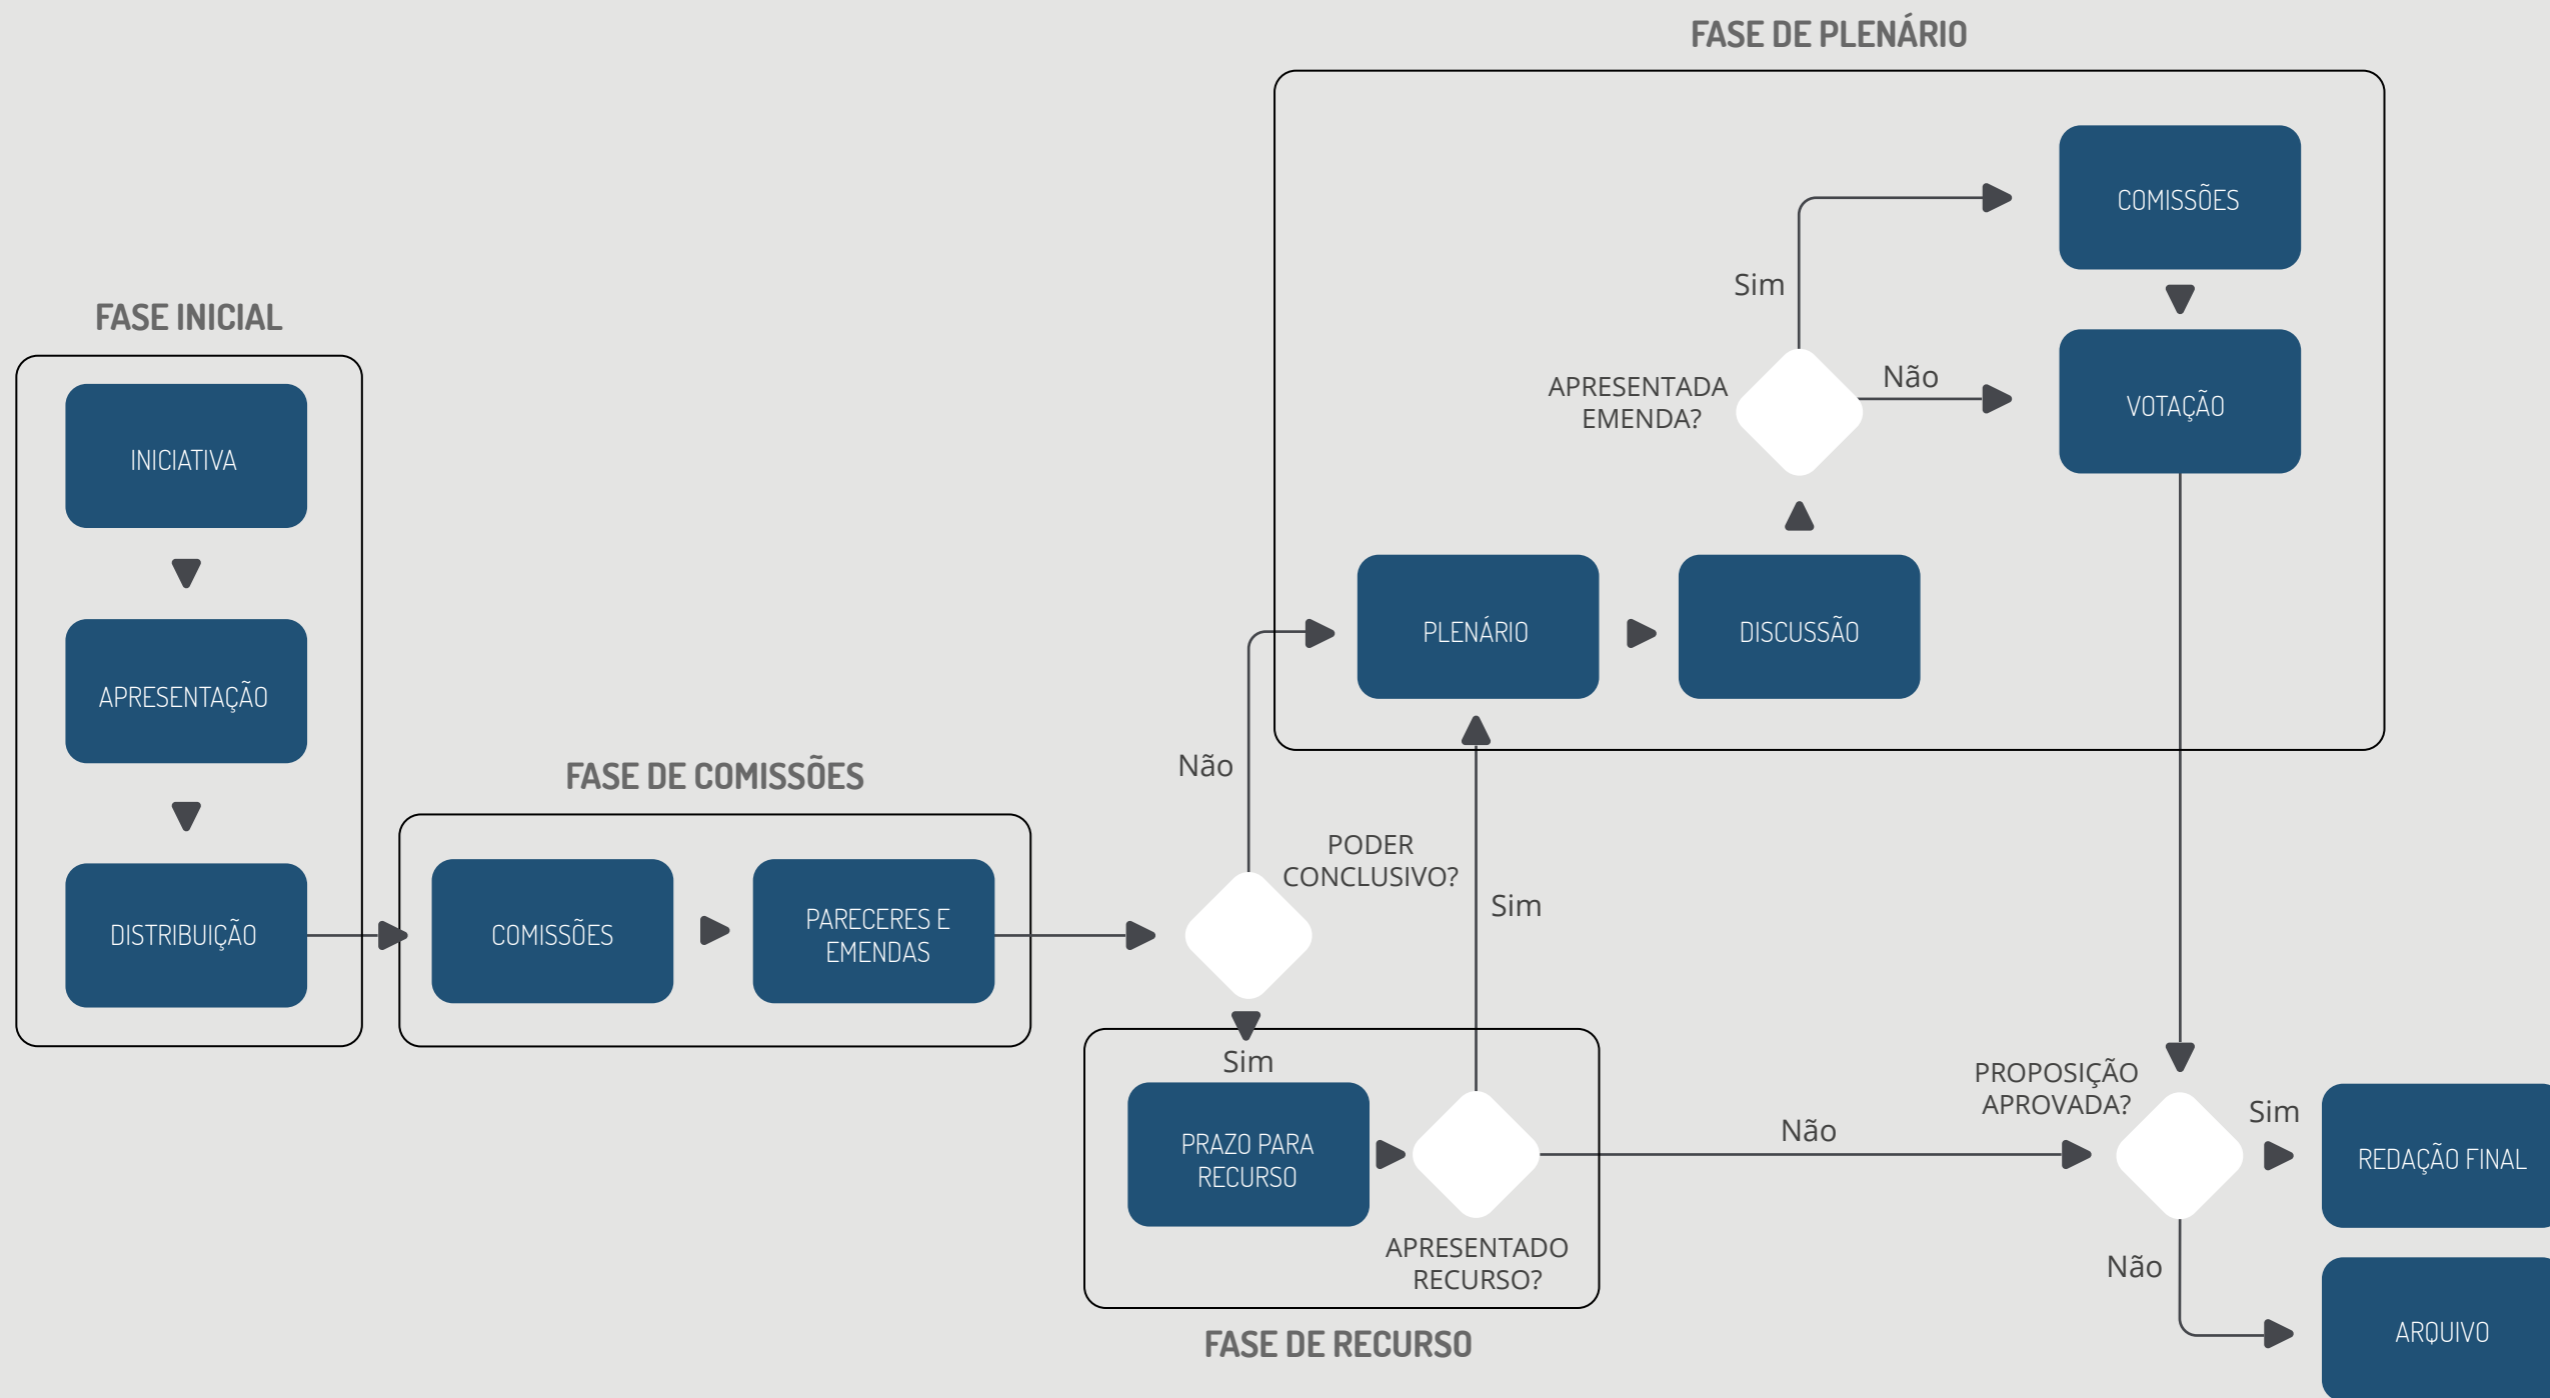 FASE INICIAL
INICIATIVA
APRESENTAÇÃO
DISTRIBUIÇÃO
FASE DE COMISSÕES
COMISSÕES
PARECERES E
EMENDAS
PODER
CONCLUSIVO?
Não
Sim
PRAZO PARA
RECURSO
APRESENTADO
RECURSO?
FASE DE RECURSO
Sim
Não
FASE DE PLENÁRIO
PLENÁRIO
DISCUSSÃO
APRESENTADA
EMENDA?
Sim
Não
COMISSÕES
VOTAÇÃO
PROPOSIÇÃO
APROVADA?
Sim
Não
REDAÇÃO FINAL
ARQUIVO